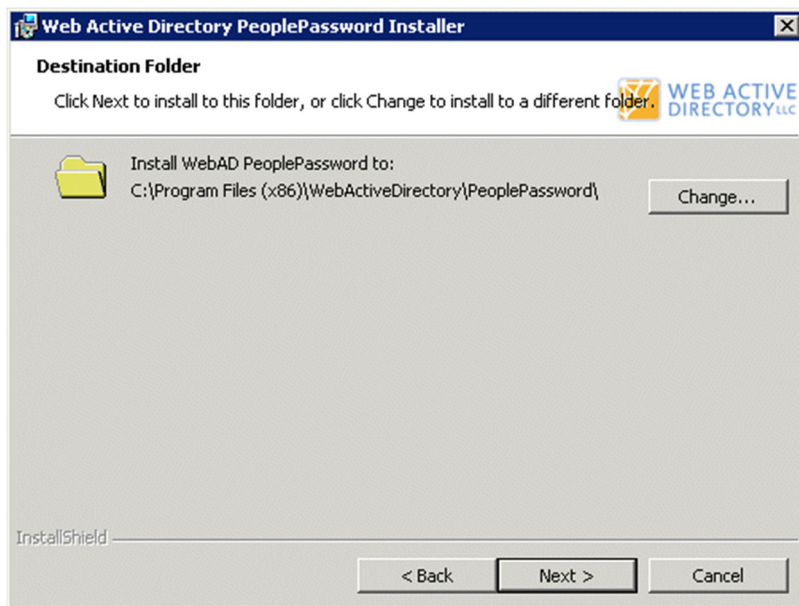 Web Active Directory PeoplePassword Installer
Destination Folder
Click Next to install to this folder, or click Change to install to a different folder.
WEB ACTIVE
DIRECTORY LLC
Install WebAD PeoplePassword to:
C:\Program Files (x86)\WebActiveDirectory\PeoplePassword\
Change...
InstallShield
< Back
Next >
Cancel